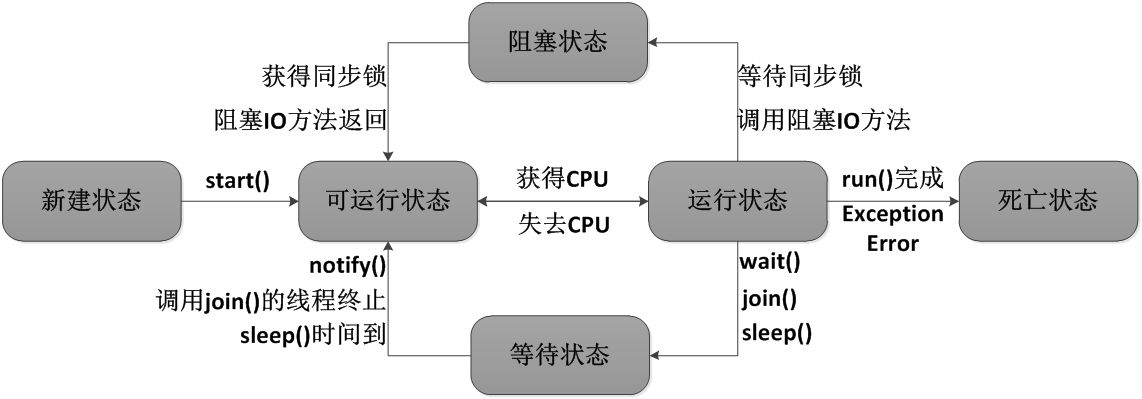 阻塞状态
获得同步锁
等待同步锁
阻塞IO方法返回
调用阻塞IO方法
新建状态
start()
可运行状态
获得CPU
失去CPU
运行状态
run()完成
Exception
Error
死亡状态
notify()
调用join()的线程终止
sleep()时间到
wait()
join()
sleep()
等待状态